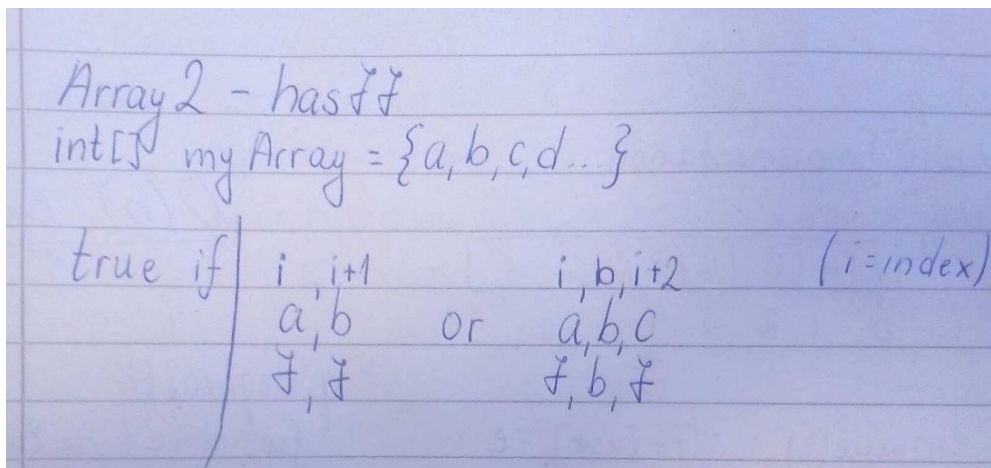 Array2 - has77
int[] myArray = {a,b,c,d...}
true if | i , i+1 i,b,i+2 (i=index)
a,b or a,b,c
7,7 7,b,7